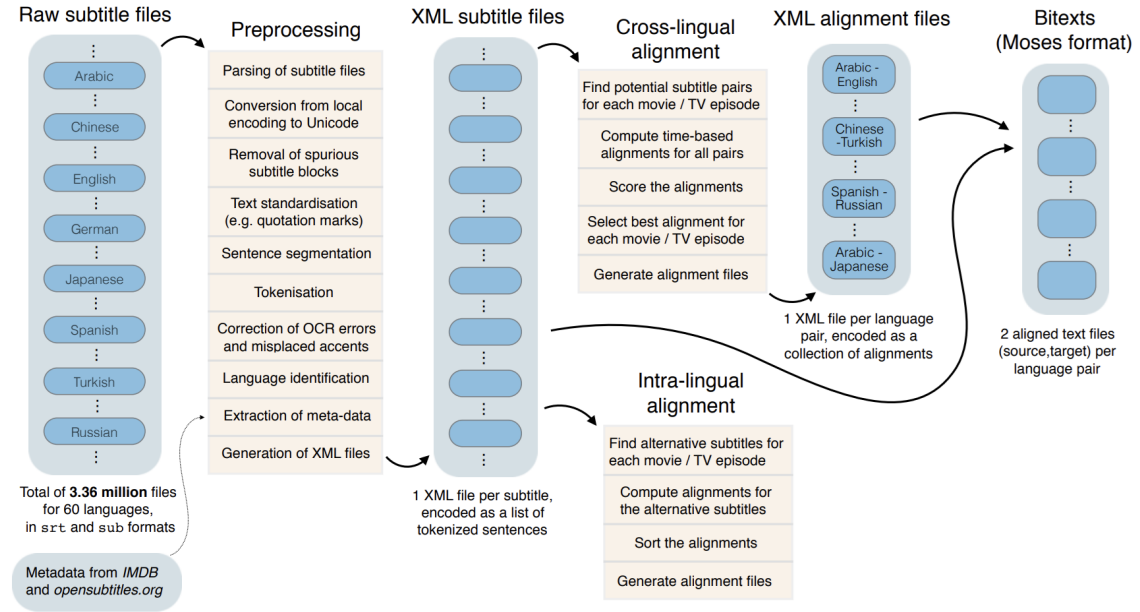 Raw subtitle files
Arabic
Chinese
English
German
Japanese
Spanish
Turkish
Russian
Total of 3.36 million files
for 60 languages,
in srt and sub formats
Metadata from IMDB
and opensubtitles.org
Preprocessing
Parsing of subtitle files
Conversion from local
encoding to Unicode
Removal of spurious
subtitle blocks
Text standardisation
(e.g. quotation marks)
Sentence segmentation
Tokenisation
Correction of OCR errors
and misplaced accents
Language identification
Extraction of meta-data
Generation of XML files
XML subtitle files
1 XML file per subtitle,
encoded as a list of
tokenized sentences
Cross-lingual
alignment
Find potential subtitle pairs
for each movie / TV episode
Compute time-based
alignments for all pairs
Score the alignments
Select best alignment for
each movie / TV episode
Generate alignment files
Intra-lingual
alignment
Find alternative subtitles for
each movie / TV episode
Compute alignments for
the alternative subtitles
Sort the alignments
Generate alignment files
XML alignment files
Arabic -
English
Chinese
-Turkish
Spanish -
Russian
Arabic -
Japanese
1 XML file per language
pair, encoded as a
collection of alignments
Bitexts
(Moses format)
2 aligned text files
(source,target) per
language pair